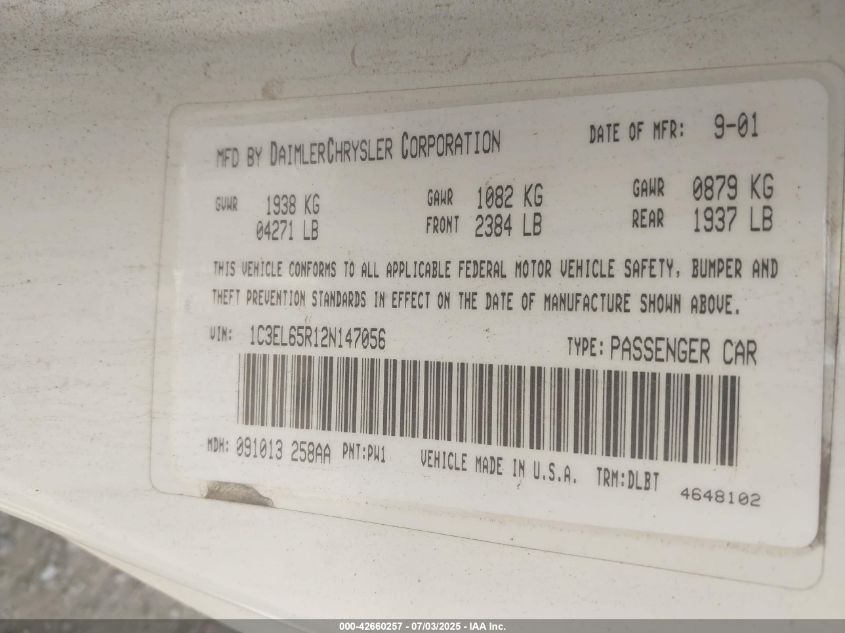 MFD BY DAIMLERCHRYSLER CORPORATION DATE OF MFR: 9-01
GVWR 1938 KG GAWR 1082 KG GAWR 0879 KG
04271 LB FRONT 2384 LB REAR 1937 LB
THIS VEHICLE CONFORMS TO ALL APPLICABLE FEDERAL MOTOR VEHICLE SAFETY, BUMPER AND
THEFT PREVENTION STANDARDS IN EFFECT ON THE DATE OF MANUFACTURE SHOWN ABOVE.
VIN: 1C3EL65R12N147056 TYPE: PASSENGER CAR
MDH: 091013 258AA PNT:PW1 VEHICLE MADE IN U.S.A. TRM:DLBT
4648102
000-42660257 - 07/03/2025 - IAA Inc.